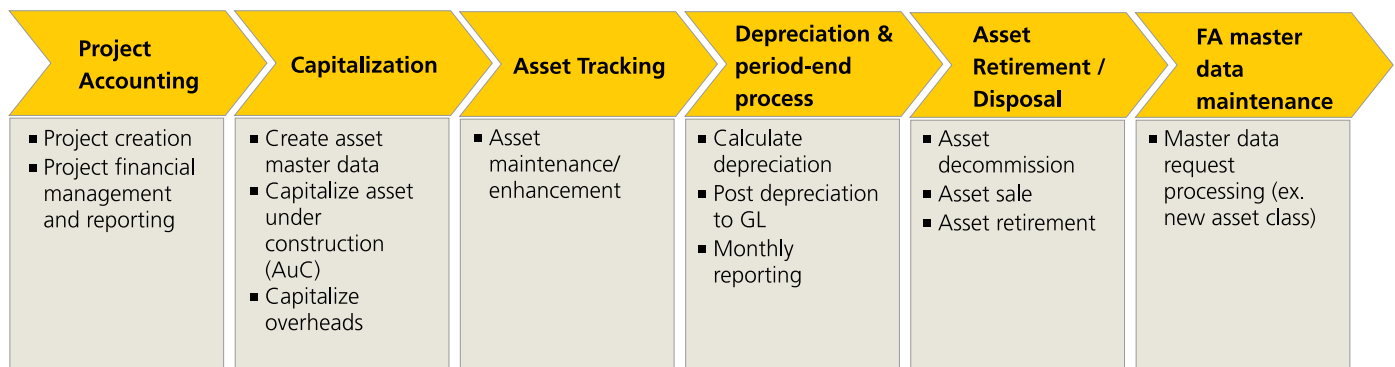 Project
Accounting
■ Project creation
■ Project financial
management
and reporting
Capitalization
■ Create asset
master data
■ Capitalize asset
under
construction
(AuC)
■ Capitalize
overheads
Asset Tracking
■ Asset
maintenance/
enhancement
Depreciation &
period-end
process
■ Calculate
depreciation
■ Post depreciation
to GL
■ Monthly
reporting
Asset
Retirement /
Disposal
■ Asset
decommission
■ Asset sale
■ Asset retirement
FA master
data
maintenance
■ Master data
request
processing (ex.
new asset class)